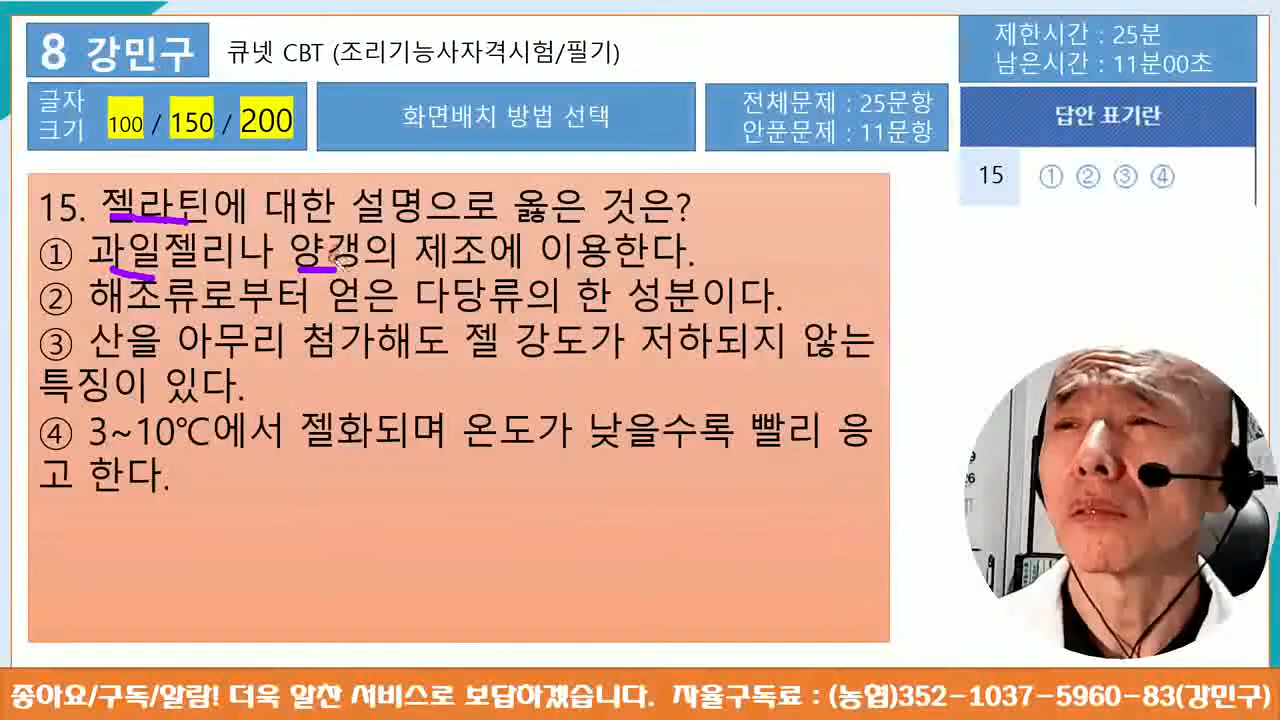 8 강민구
큐넷 CBT (조리기능사자격시험/필기)
제한시간 : 25분
남은시간 : 11분00초
글자
크기
100 / 150 / 200
화면배치 방법 선택
전체문제 : 25문항
안푼문제 : 11문항
답안 표기란
15 ① ② ③ ④
15. 젤라틴에 대한 설명으로 옳은 것은?
① 과일젤리나 양갱의 제조에 이용한다.
② 해조류로부터 얻은 다당류의 한 성분이다.
③ 산을 아무리 첨가해도 젤 강도가 저하되지 않는
특징이 있다.
④ 3~10℃에서 젤화되며 온도가 낮을수록 빨리 응
고 한다.
종아요/구독/알람! 더욱 알찬 서비스로 보답하겠습니다. 자율구독료 : (농협)352-1037-5960-83(강민구)